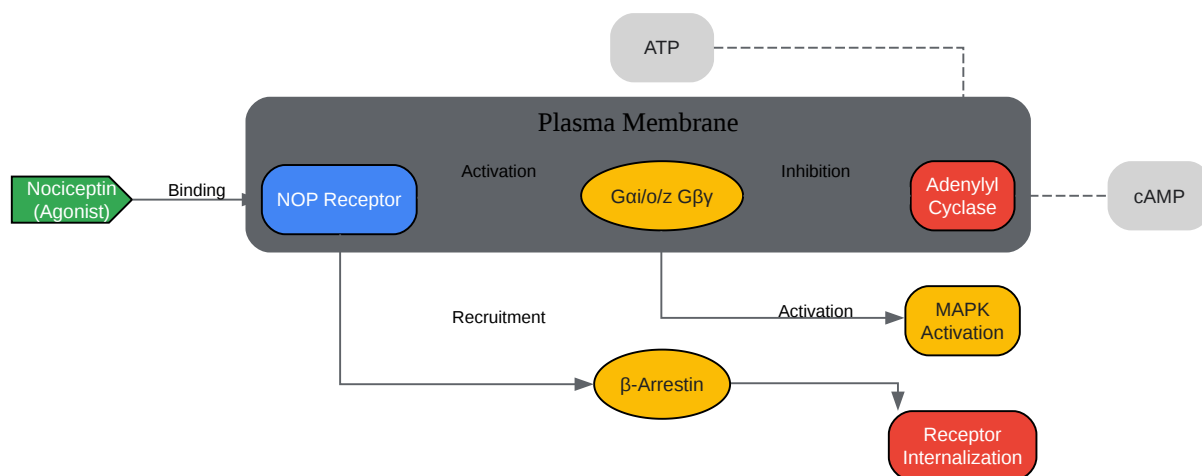 ATP
Plasma Membrane
Nociceptin
(Agonist)
Binding
NOP Receptor
Activation
Gαi/o/z Gβγ
Inhibition
Adenylyl
Cyclase
cAMP
Recruitment
Activation
MAPK
Activation
β-Arrestin
Receptor
Internalization